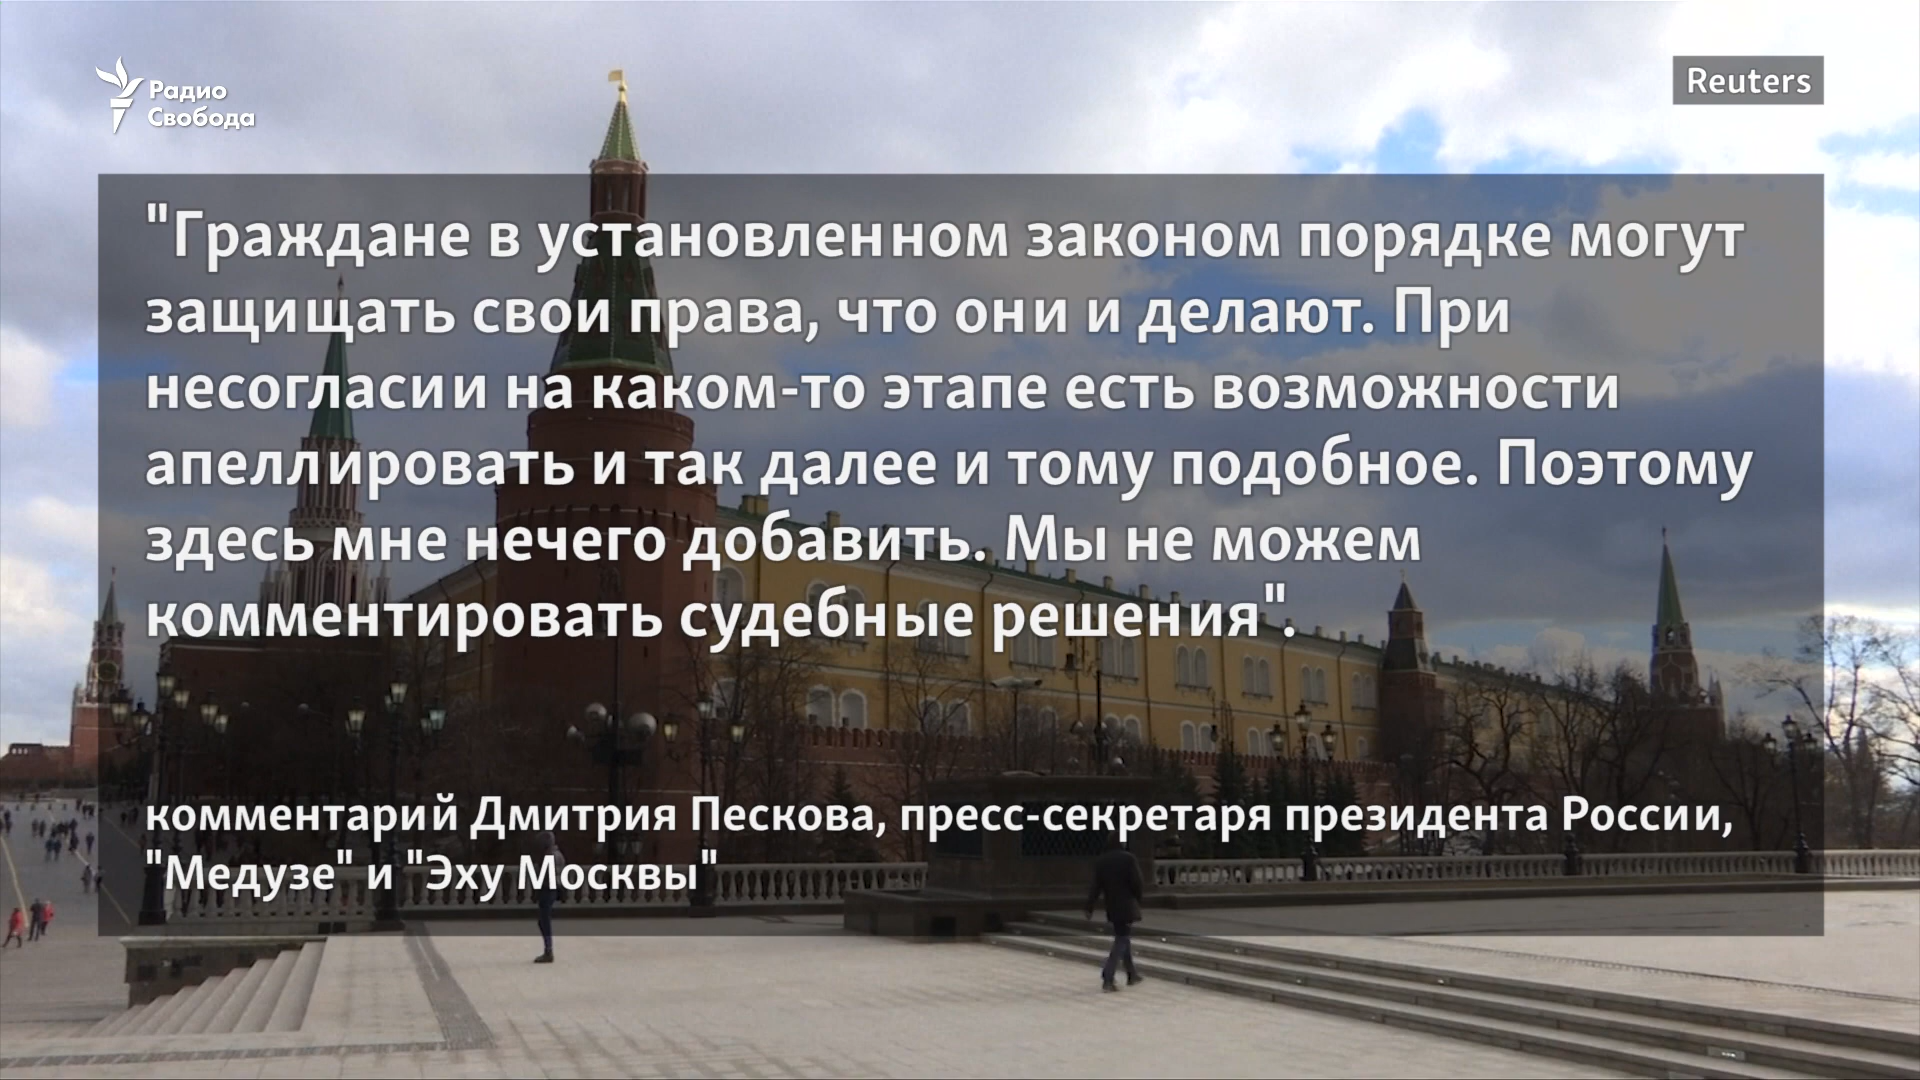 Радио
Свобода
Reuters
"Граждане в установленном законом порядке могут
защищать свои права, что они и делают. При
несогласии на каком-то этапе есть возможности
апеллировать и так далее и тому подобное. Поэтому
здесь мне нечего добавить. Мы не можем
комментировать судебные решения".
комментарий Дмитрия Пескова, пресс-секретаря президента России,
"Медузе" и "Эху Москвы"